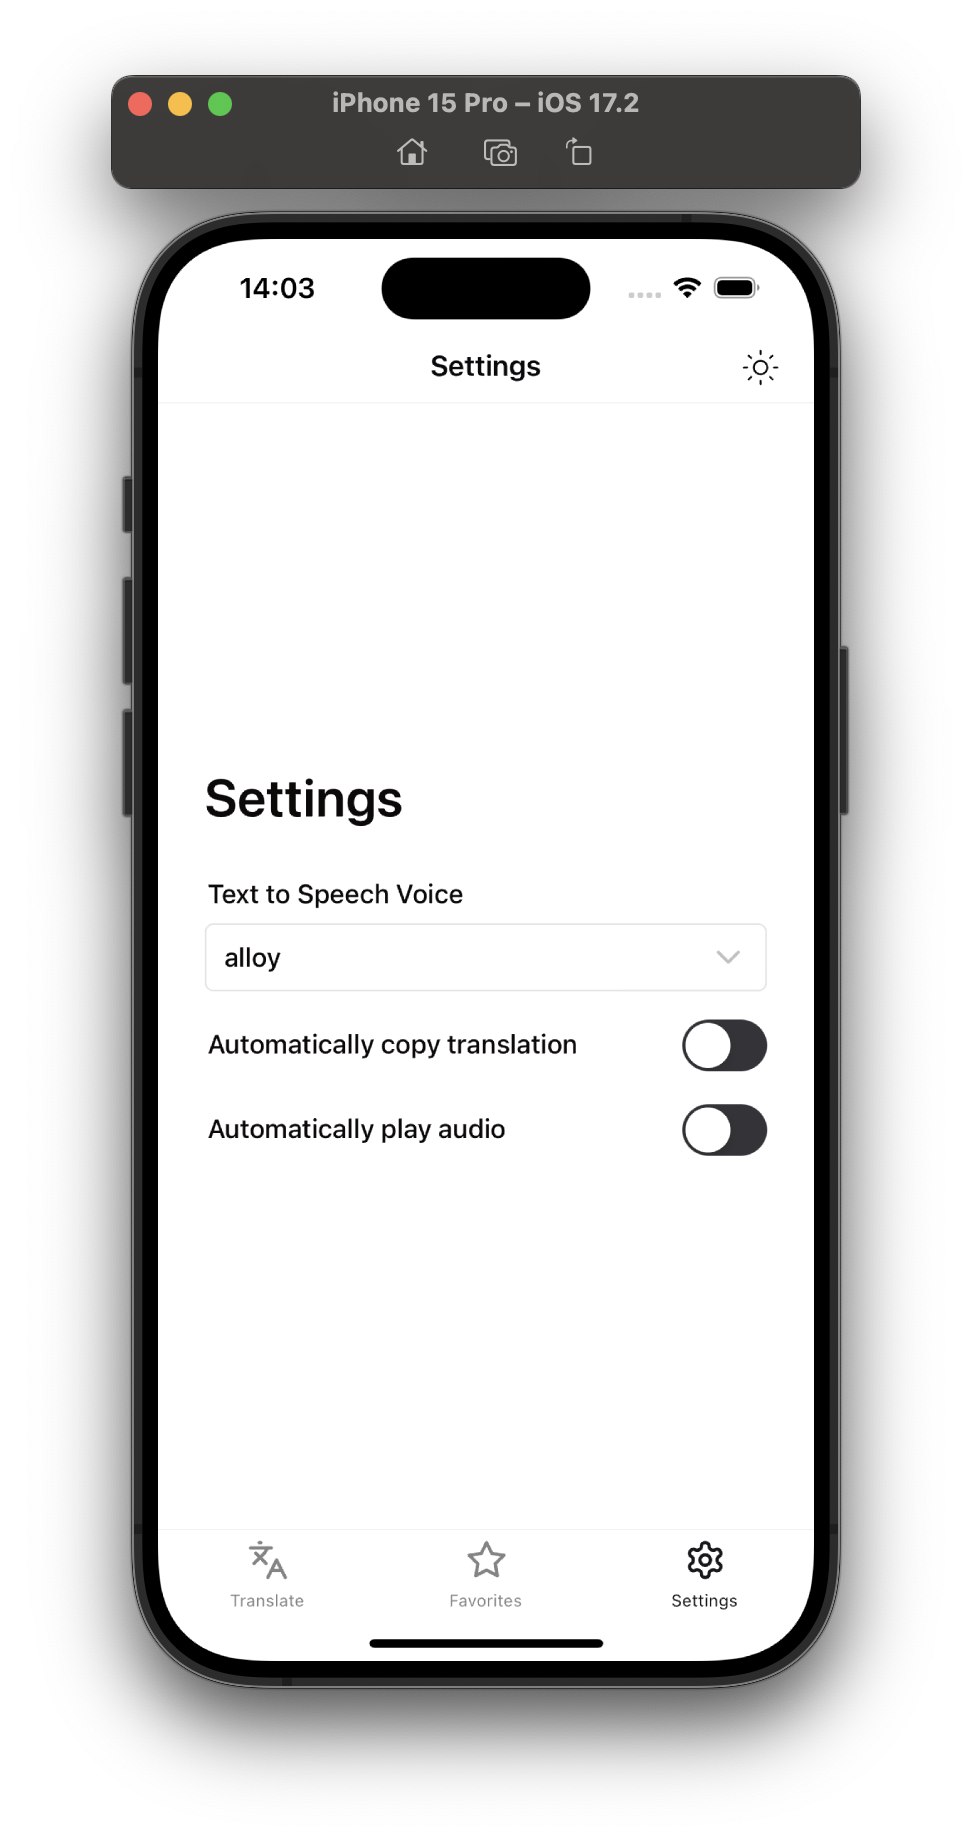 iPhone 15 Pro – iOS 17.2
14:03
Settings
Settings
Text to Speech Voice
alloy
Automatically copy translation
Automatically play audio
Translate
Favorites
Settings